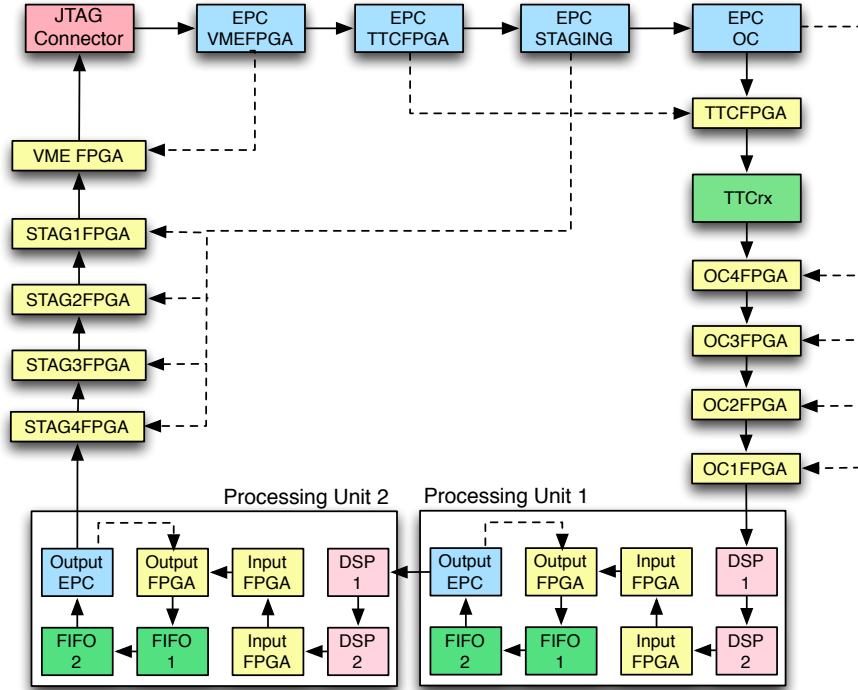 JTAG
Connector
EPC
VMEFPGA
EPC
TTCFPGA
EPC
STAGING
EPC
OC
TTCFPGA
VME FPGA
TTCrx
STAG1FPGA
OC4FPGA
STAG2FPGA
OC3FPGA
STAG3FPGA
OC2FPGA
STAG4FPGA
OC1FPGA
Processing Unit 2
Output
EPC
Output
FPGA
Input
FPGA
DSP
1
FIFO
2
FIFO
1
Input
FPGA
DSP
2
Processing Unit 1
Output
EPC
Output
FPGA
Input
FPGA
DSP
1
FIFO
2
FIFO
1
Input
FPGA
DSP
2